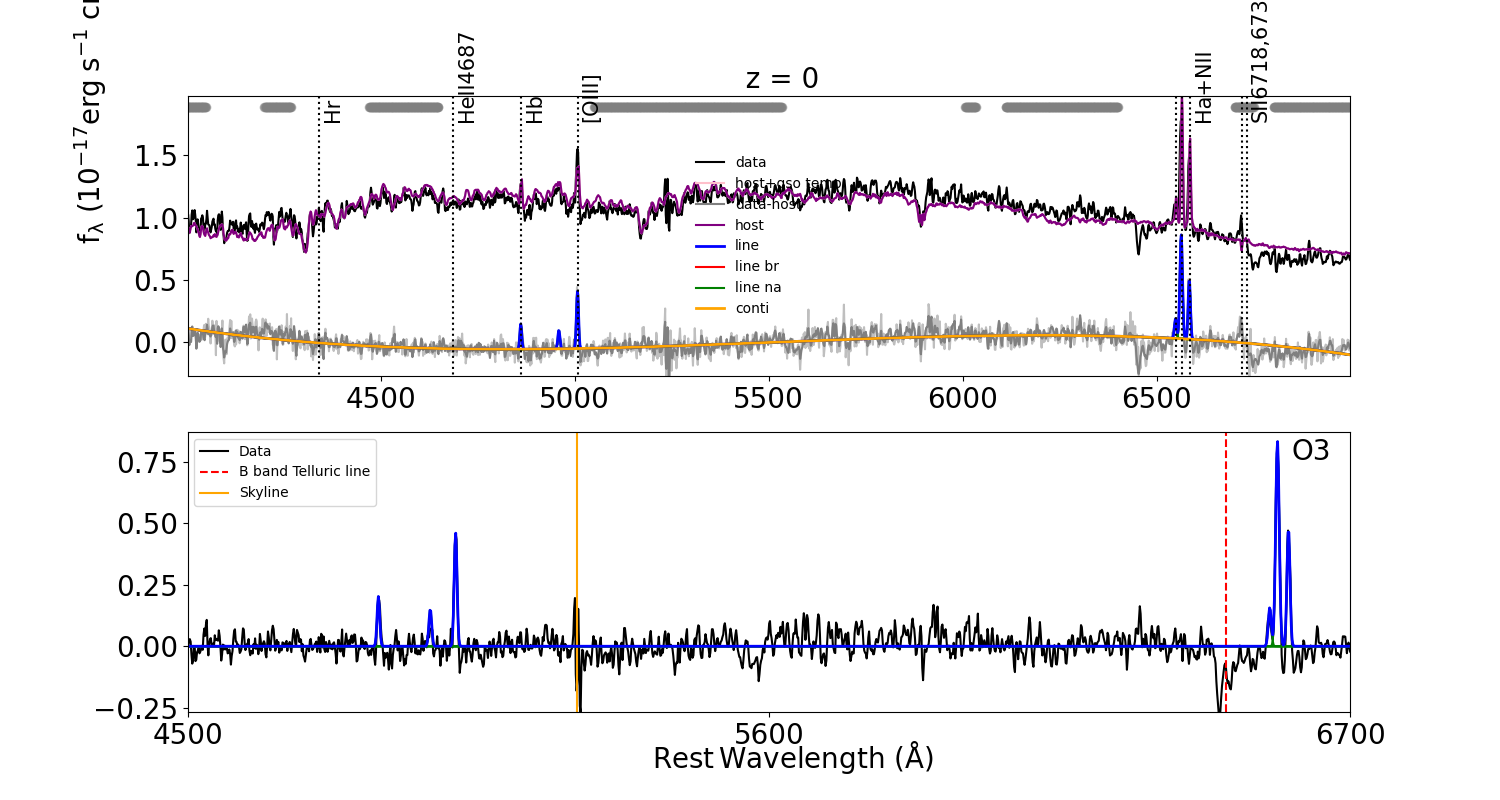 z = 0
f_λ (10^−17 erg s^−1 c
Hr
HeII4687
Hb
[OIII]
Ha+NII
SII6718,673
data
host+qso temp
data-host
host
line
line br
line na
conti
1.5
1.0
0.5
0.0
4500 5000 5500 6000 6500
Data
B band Telluric line
Skyline
O3
0.75
0.50
0.25
0.00
−0.25
4500 5600 6700
Rest Wavelength (Å)